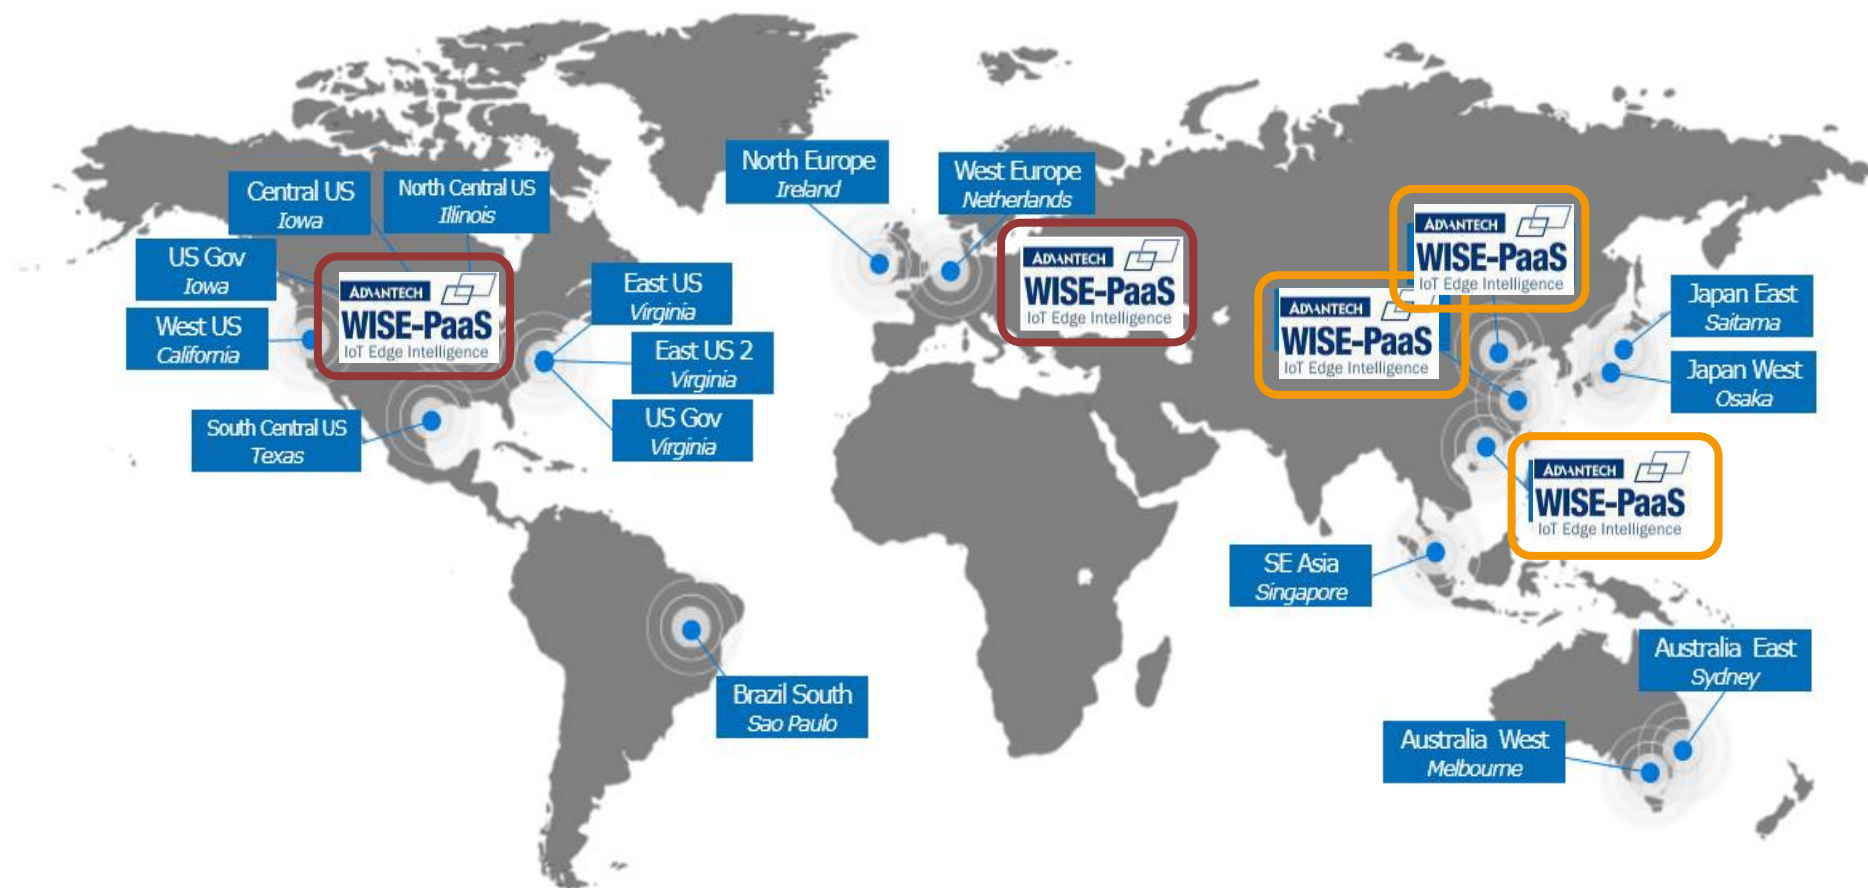 North Europe
Ireland
West Europe
Netherlands
Central US
Iowa
North Central US
Illinois
US Gov
Iowa
West US
California
ADVANTECH
WISE-PaaS
IoT Edge Intelligence
East US
Virginia
East US 2
Virginia
US Gov
Virginia
South Central US
Texas
ADVANTECH
WISE-PaaS
IoT Edge Intelligence
ADVANTECH
WISE-PaaS
IoT Edge Intelligence
ADVANTECH
WISE-PaaS
IoT Edge Intelligence
Japan East
Saitama
Japan West
Osaka
ADVANTECH
WISE-PaaS
IoT Edge Intelligence
SE Asia
Singapore
Brazil South
Sao Paulo
Australia East
Sydney
Australia West
Melbourne